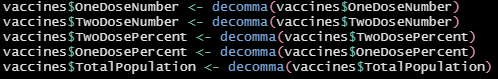 vaccines$OneDoseNumber <- decomma(vaccines$OneDoseNumber)
vaccines$TwoDoseNumber <- decomma(vaccines$TwoDoseNumber)
vaccines$TwoDosePercent <- decomma(vaccines$TwoDosePercent)
vaccines$OneDosePercent <- decomma(vaccines$OneDosePercent)
vaccines$TotalPopulation <- decomma(vaccines$TotalPopulation)